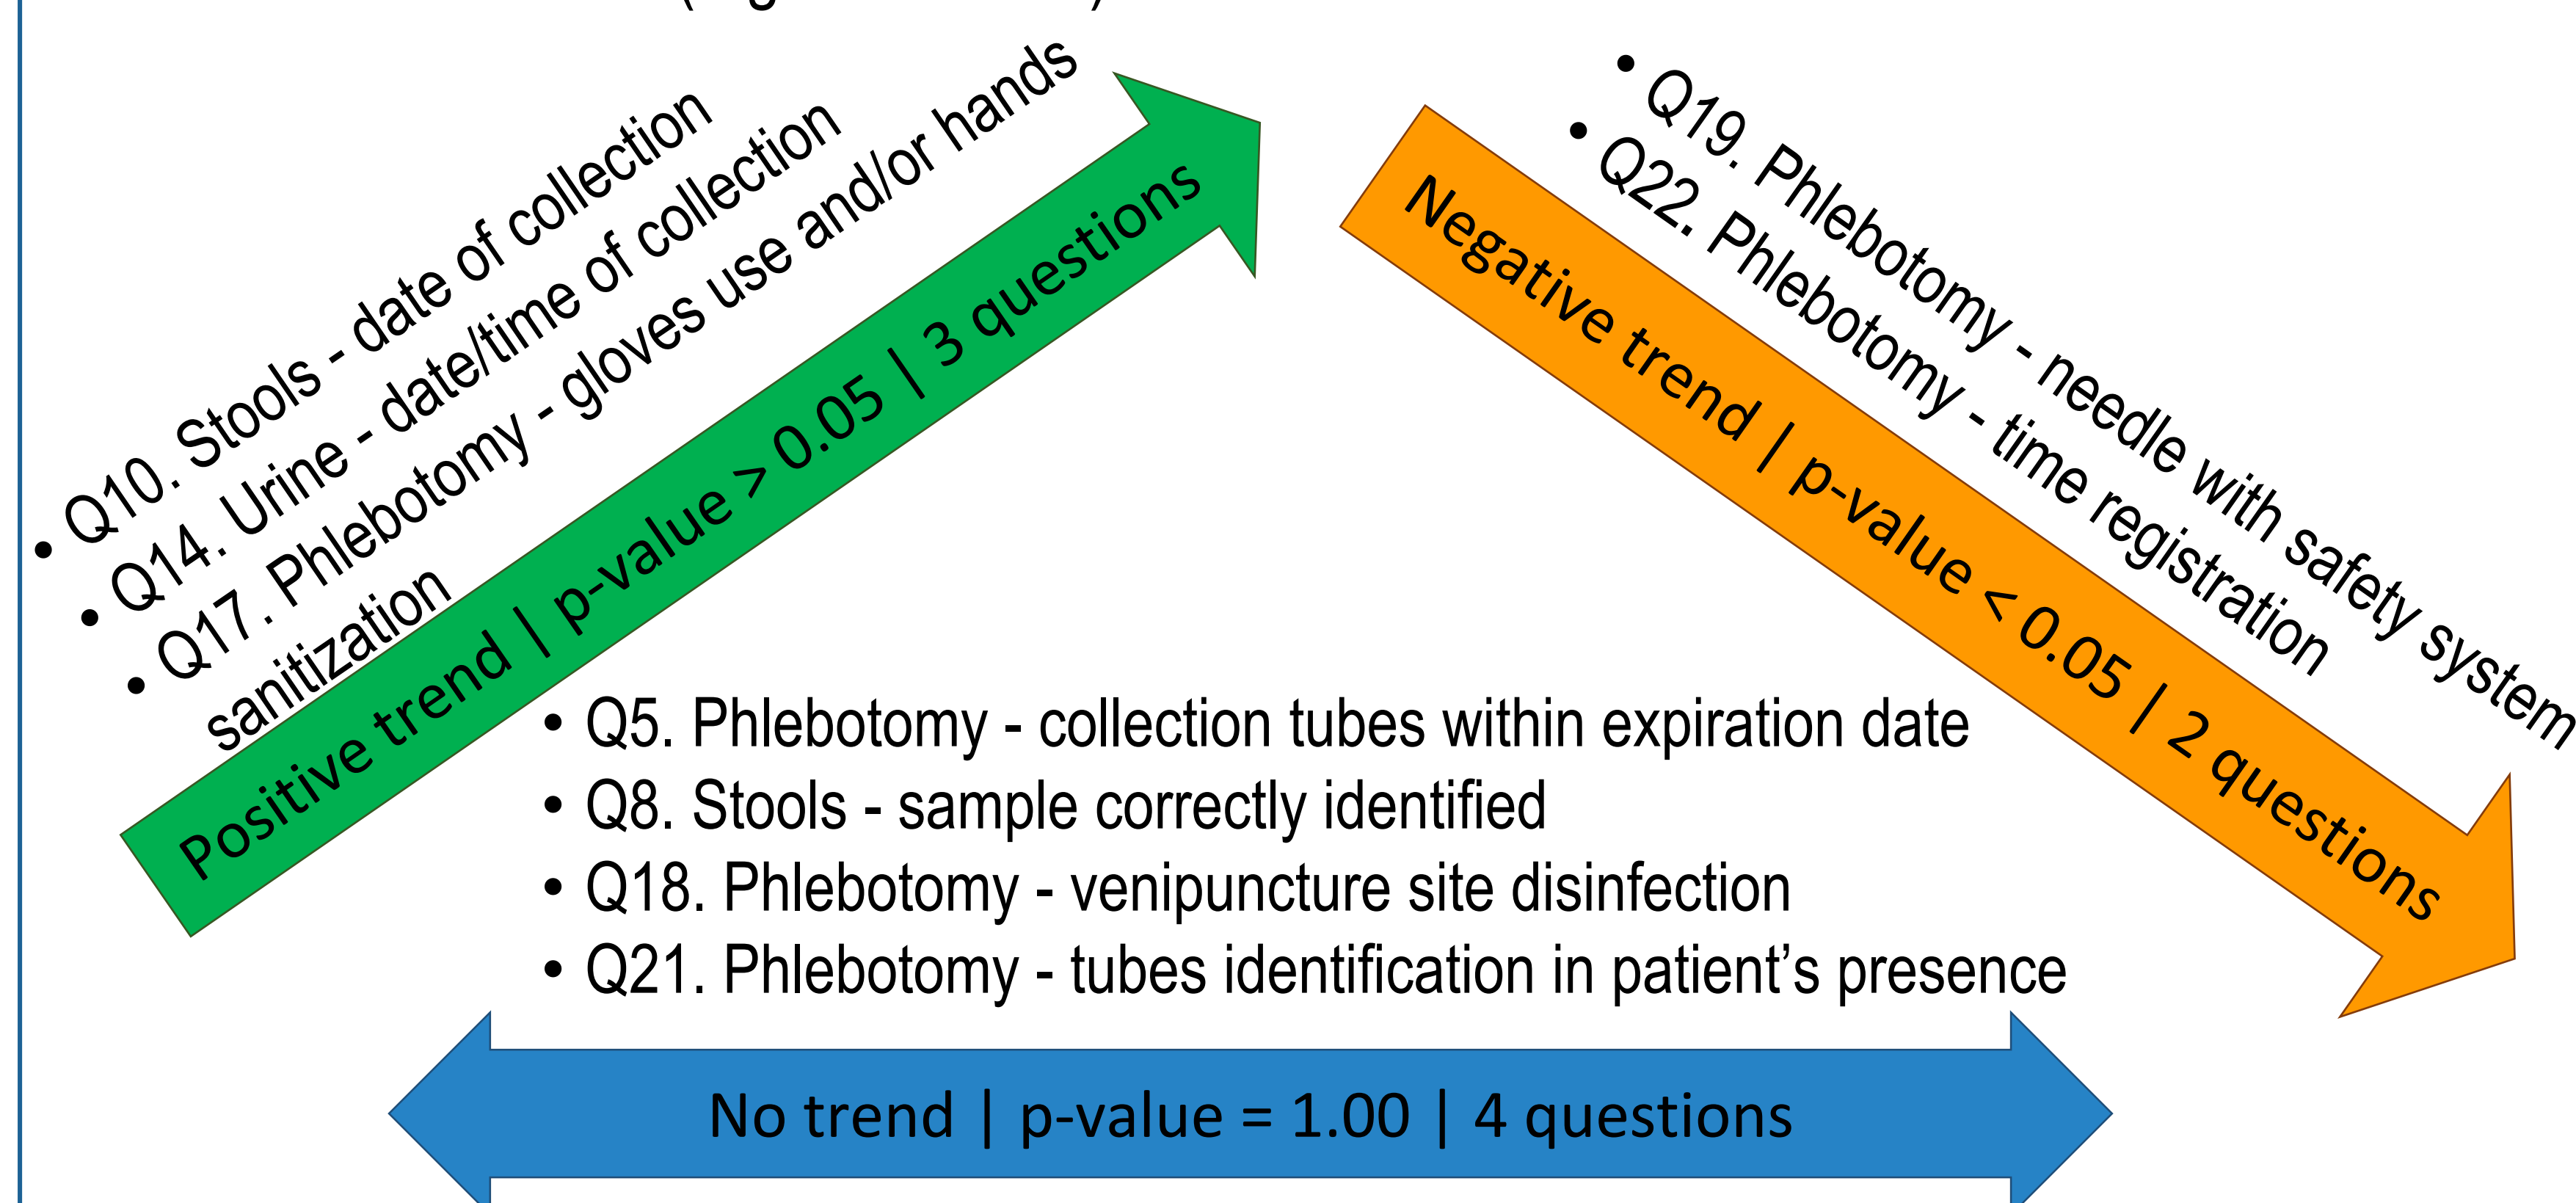 • Q10. Stools - date of collection
• Q14. Urine - date/time of collection
• Q17. Phlebotomy - gloves use and/or hands
sanitization
Positive trend | p-value > 0.05 | 3 questions
• Q19. Phlebotomy - needle with safety system
• Q22. Phlebotomy - time registration
Negative trend | p-value < 0.05 | 2 questions
• Q5. Phlebotomy - collection tubes within expiration date
• Q8. Stools - sample correctly identified
• Q18. Phlebotomy - venipuncture site disinfection
• Q21. Phlebotomy - tubes identification in patient’s presence
No trend | p-value = 1.00 | 4 questions